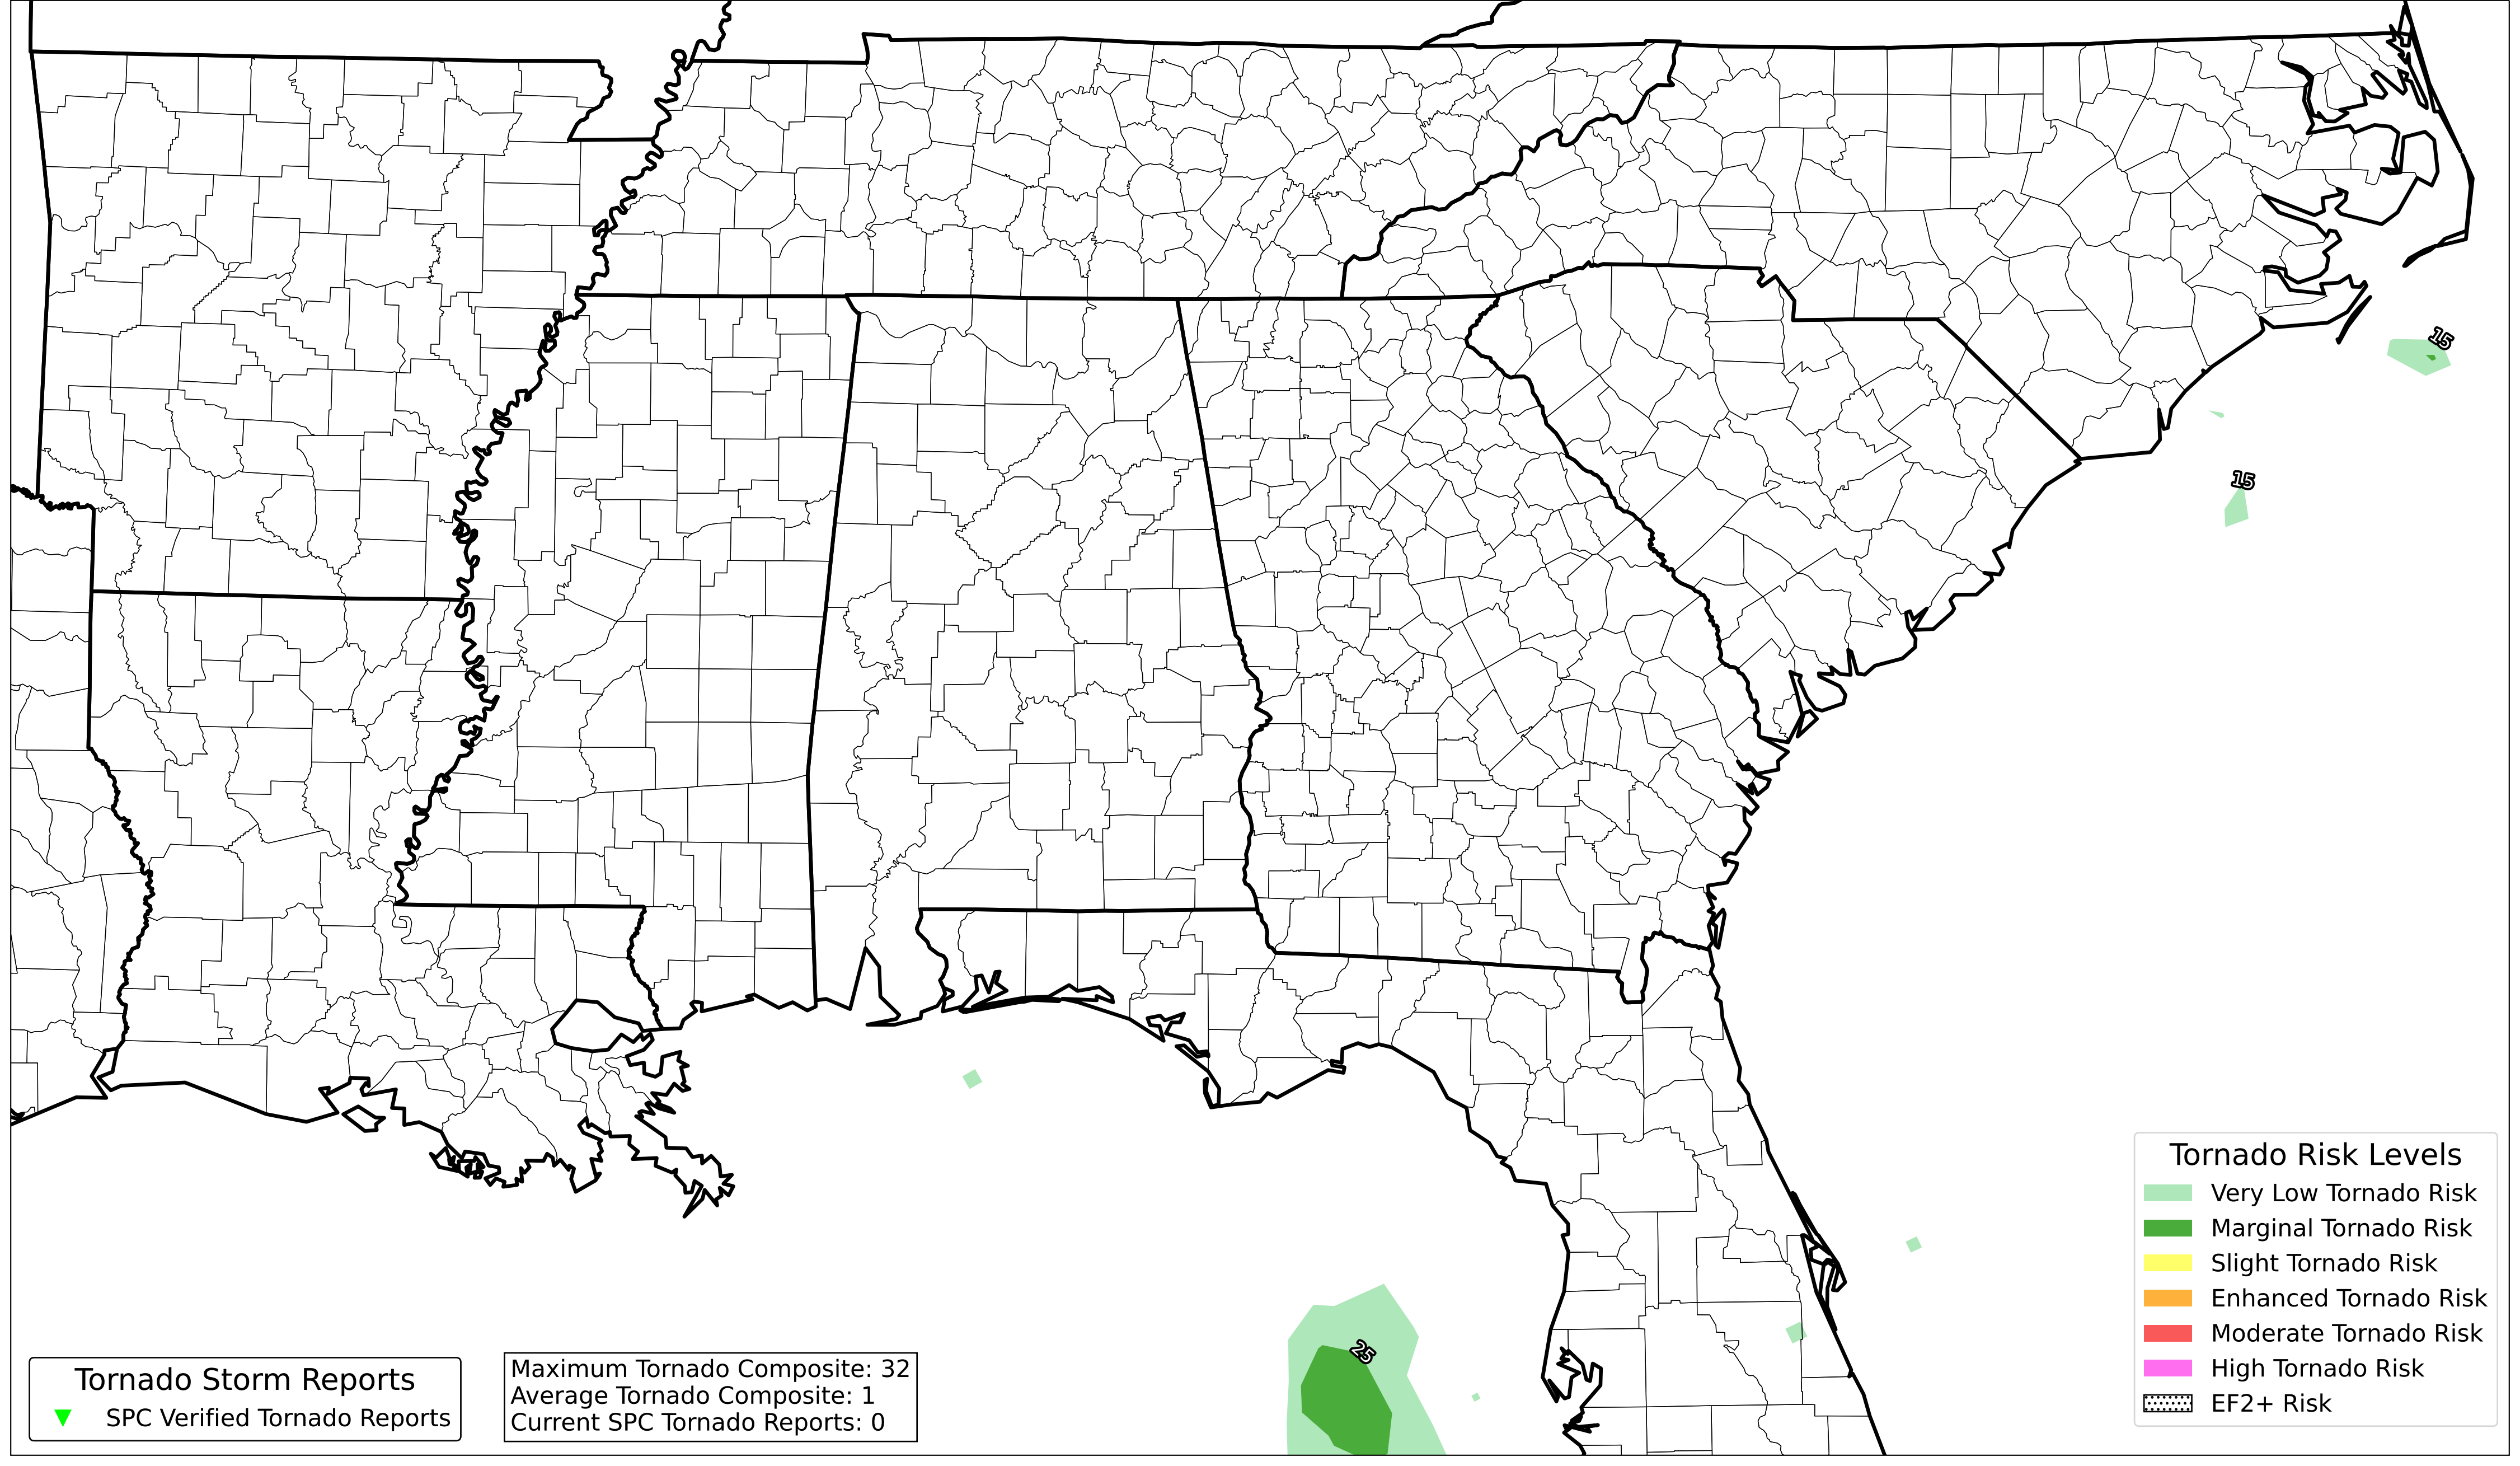 15
15
25
Tornado Risk Levels
Very Low Tornado Risk
Marginal Tornado Risk
Slight Tornado Risk
Enhanced Tornado Risk
Moderate Tornado Risk
High Tornado Risk
EF2+ Risk
Tornado Storm Reports
SPC Verified Tornado Reports
Maximum Tornado Composite: 32
Average Tornado Composite: 1
Current SPC Tornado Reports: 0